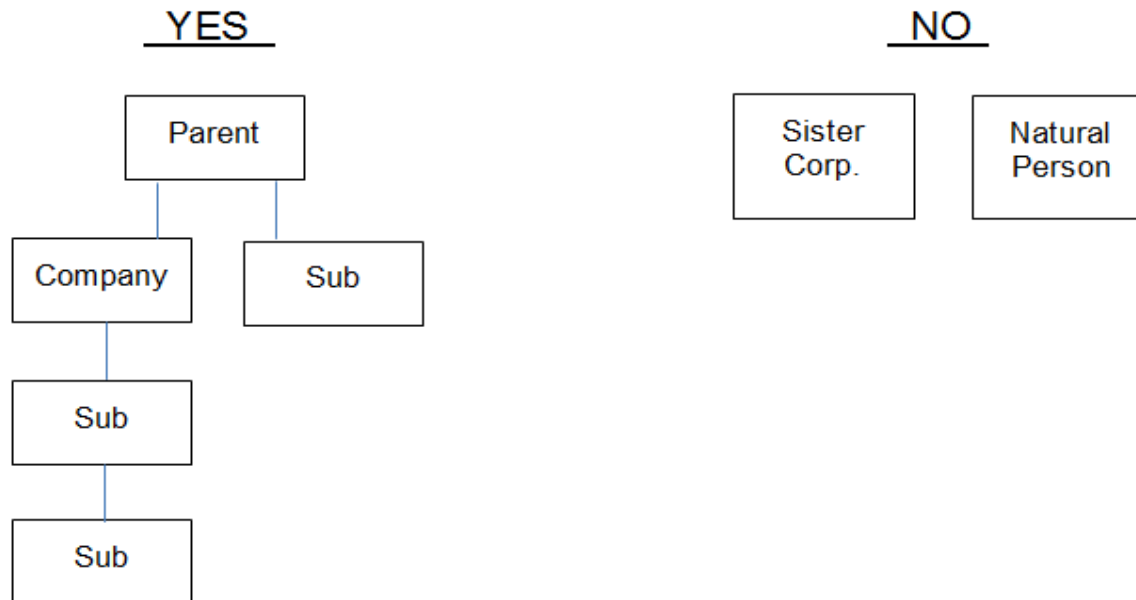 YES
NO
Parent
Sister
Corp.
Natural
Person
Company
Sub
Sub
Sub